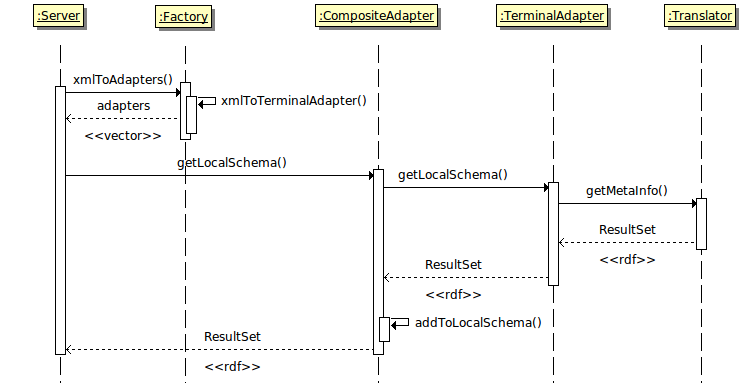 :Server
:Factory
:CompositeAdapter
:TerminalAdapter
:Translator
xmlToAdapters()
xmlToTerminalAdapter()
adapters
<<vector>>
getLocalSchema()
getLocalSchema()
getMetaInfo()
ResultSet
<<rdf>>
ResultSet
<<rdf>>
addToLocalSchema()
ResultSet
<<rdf>>